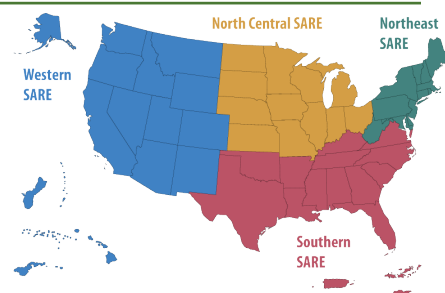 North Central SARE
Northeast
SARE
Western
SARE
Southern
SARE